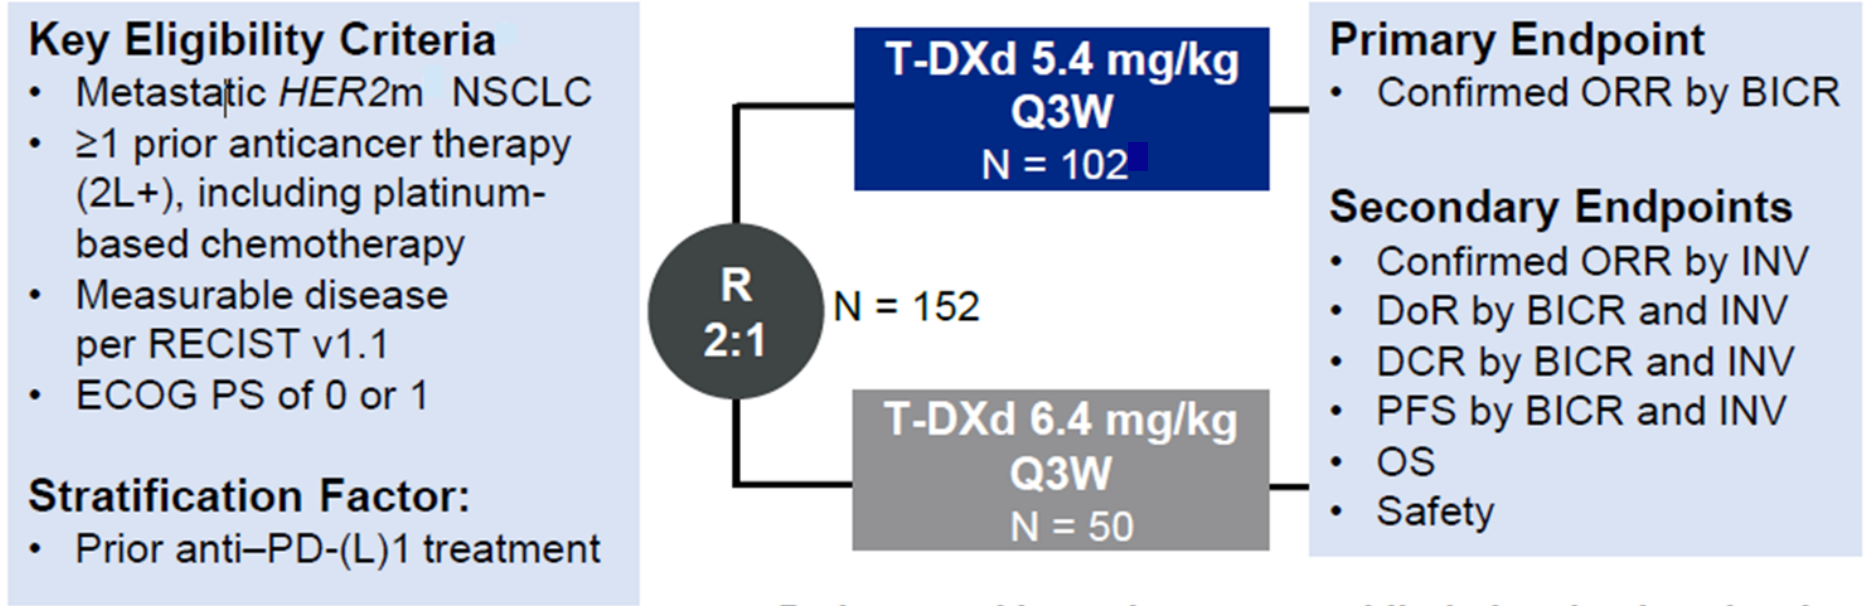 Key Eligibility Criteria
• Metastatic HER2m NSCLC
• ≥1 prior anticancer therapy
(2L+), including platinum-
based chemotherapy
• Measurable disease
per RECIST v1.1
• ECOG PS of 0 or 1
Stratification Factor:
• Prior anti–PD-(L)1 treatment
R
2:1
N = 152
T-DXd 5.4 mg/kg
Q3W
N = 102
T-DXd 6.4 mg/kg
Q3W
N = 50
Primary Endpoint
• Confirmed ORR by BICR
Secondary Endpoints
• Confirmed ORR by INV
• DoR by BICR and INV
• DCR by BICR and INV
• PFS by BICR and INV
• OS
• Safety